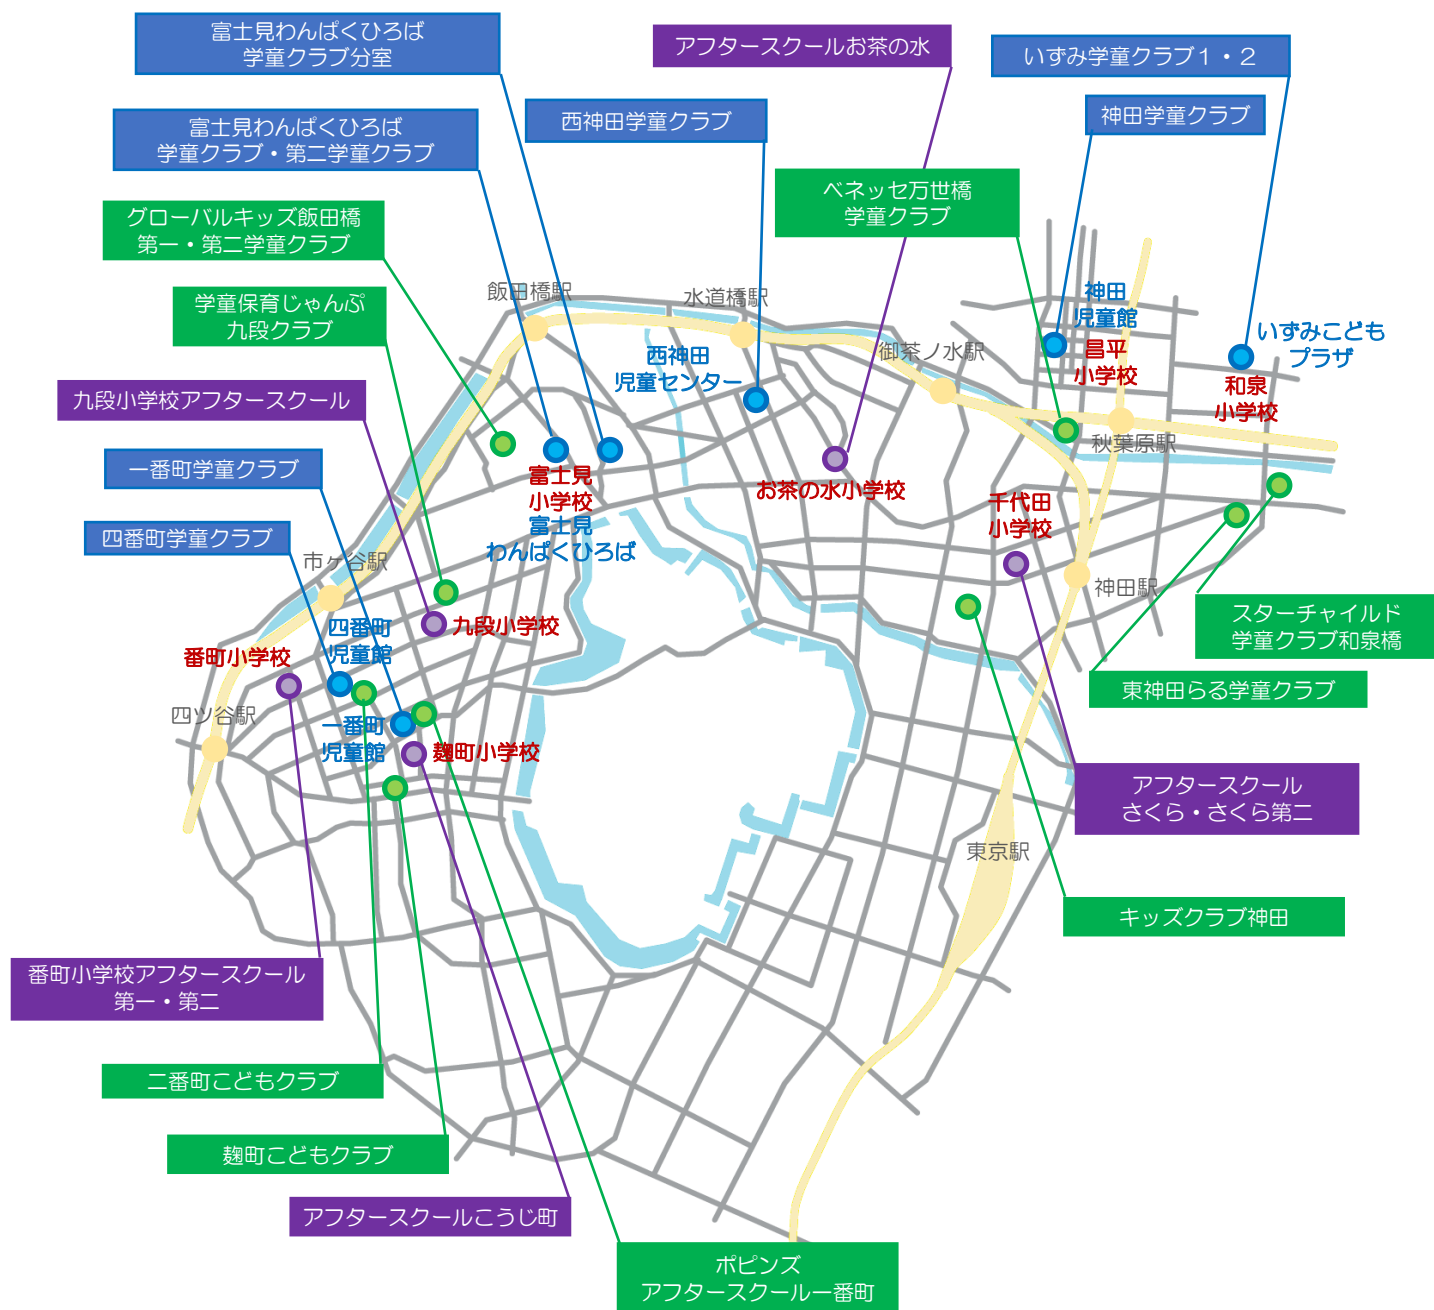 富士見わんぱくひろば
学童クラブ分室
アフタースクールお茶の水
いずみ学童クラブ１・２
富士見わんぱくひろば
学童クラブ・第二学童クラブ
西神田学童クラブ
神田学童クラブ
ベネッセ万世橋
学童クラブ
グローバルキッズ飯田橋
第一・第二学童クラブ
学童保育じゃんぷ
九段クラブ
飯田橋駅
水道橋駅
神田
児童館
いずみこども
プラザ
御茶ノ水駅
西神田
児童センター
昌平
小学校
和泉
小学校
九段小学校アフタースクール
秋葉原駅
一番町学童クラブ
富士見
小学校
お茶の水小学校
千代田
小学校
四番町学童クラブ
富士見
わんぱくひろば
市ヶ谷駅
神田駅
スターチャイルド
学童クラブ和泉橋
四番町
児童館
九段小学校
番町小学校
東神田らる学童クラブ
四ツ谷駅
一番町
児童館
麹町小学校
アフタースクール
さくら・さくら第二
東京駅
キッズクラブ神田
番町小学校アフタースクール
第一・第二
二番町こどもクラブ
麹町こどもクラブ
アフタースクールこうじ町
ポピンズ
アフタースクール一番町